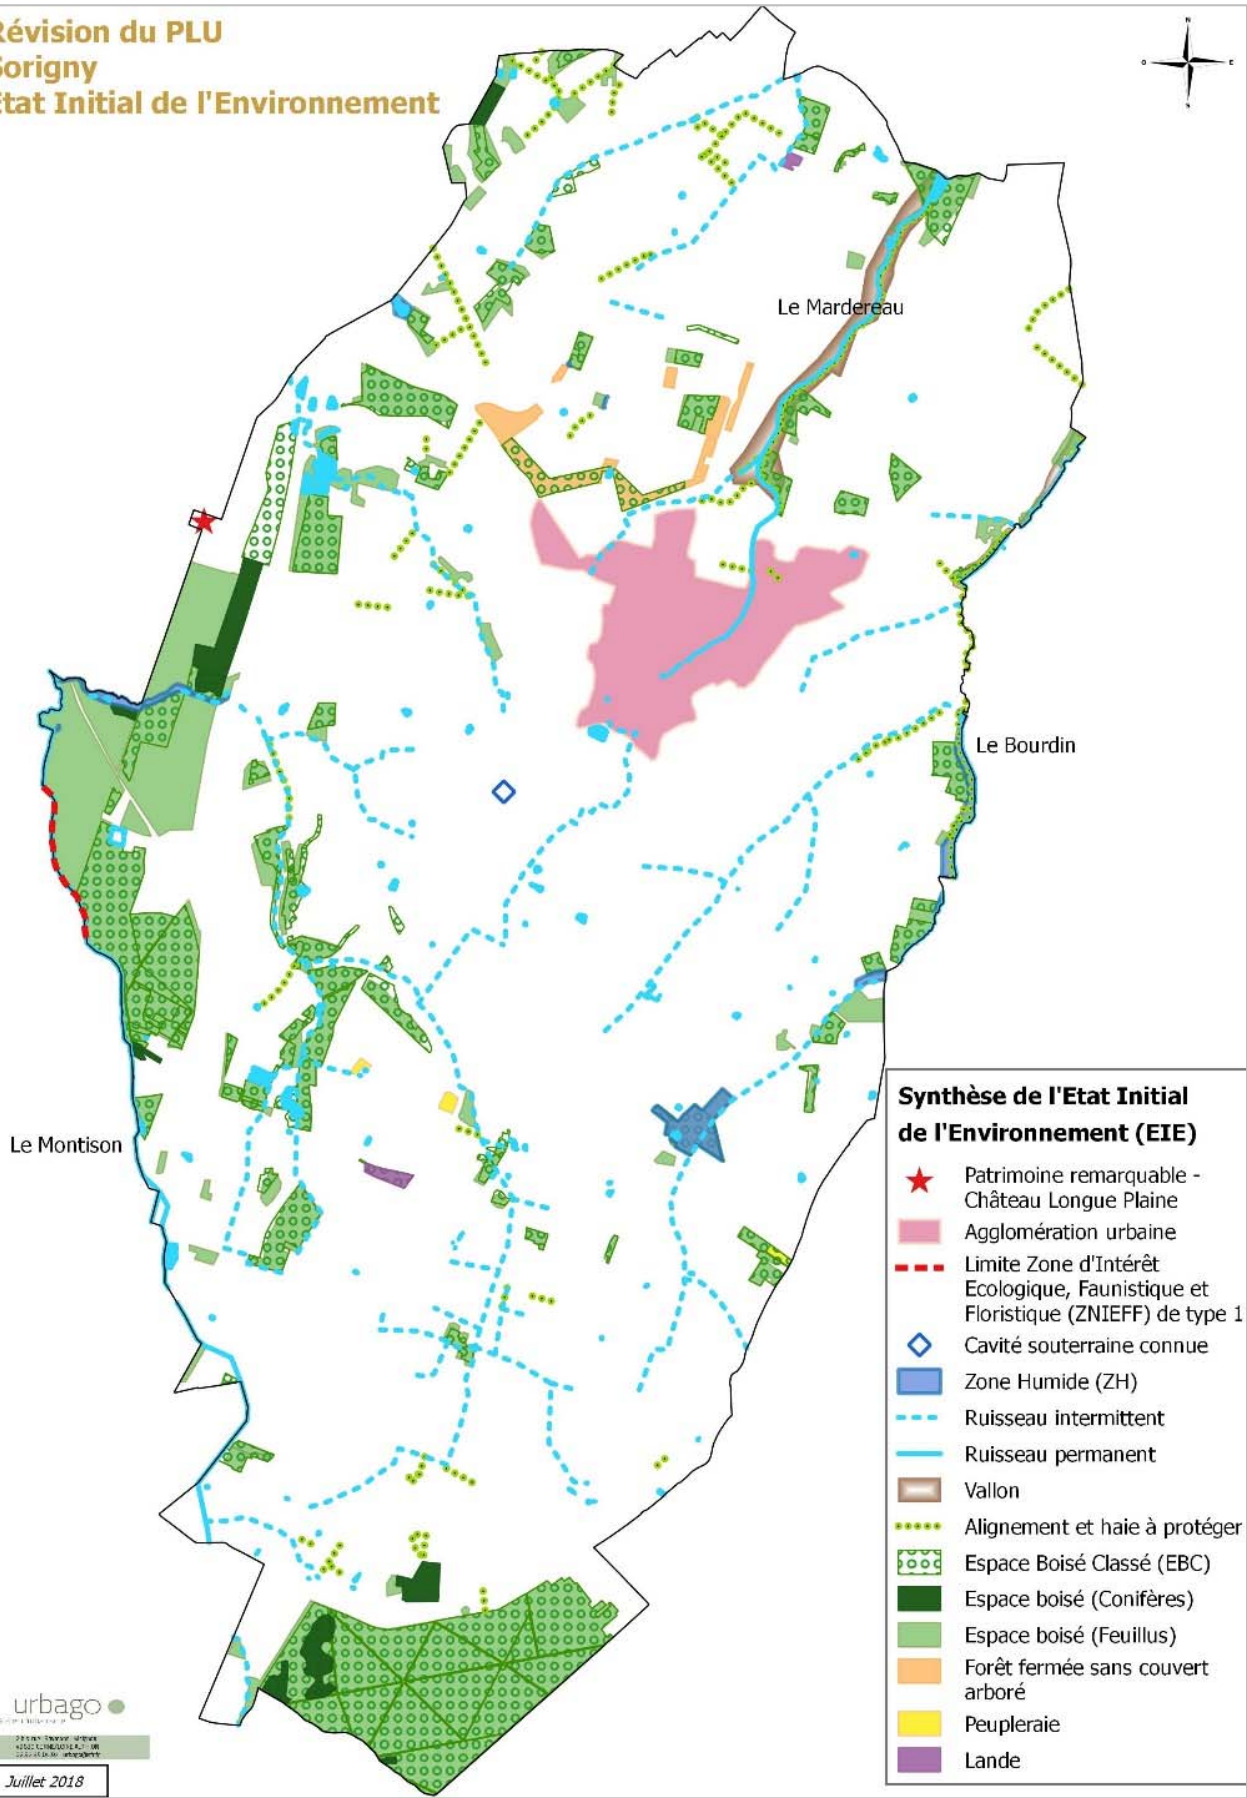 Révision du PLU
Sorigny
Etat Initial de l'Environnement
N
O
E
S
Le Mardereau
Le Bourdin
Le Montison
Synthèse de l'Etat Initial
de l'Environnement (EIE)
Patrimoine remarquable -
Château Longue Plaine
Agglomération urbaine
Limite Zone d'Intérêt
Ecologique, Faunistique et
Floristique (ZNIEFF) de type 1
Cavité souterraine connue
Zone Humide (ZH)
Ruisseau intermittent
Ruisseau permanent
Vallon
Alignement et haie à protéger
Espace Boisé Classé (EBC)
Espace boisé (Conifères)
Espace boisé (Feuillus)
Forêt fermée sans couvert
arboré
Peupleraie
Lande
urbago
Juillet 2018